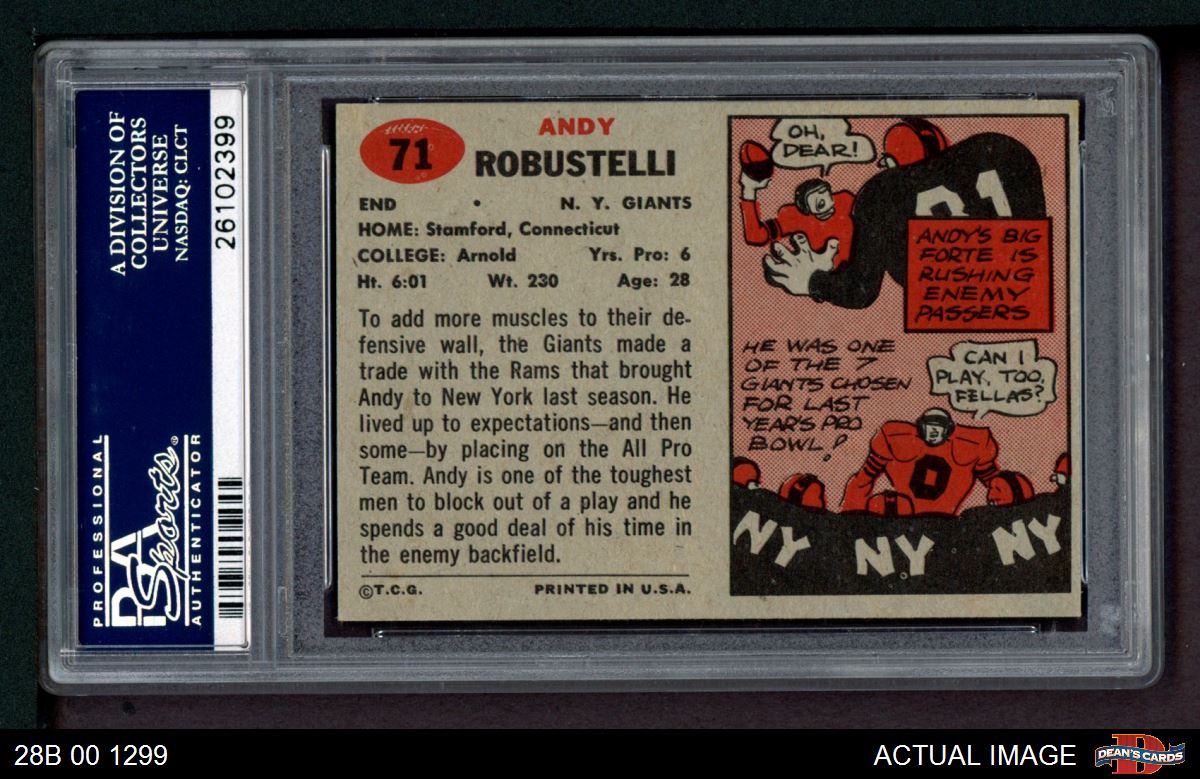 A DIVISION OF
COLLECTORS
UNIVERSE
NASDAQ: CLCT
26102399
PROFESSIONAL
PSA
Sports®
AUTHENTICATOR
71
ANDY
ROBUSTELLI
END • N. Y. GIANTS
HOME: Stamford, Connecticut
COLLEGE: Arnold Yrs. Pro: 6
Ht. 6:01 Wt. 230 Age: 28
To add more muscles to their de-
fensive wall, the Giants made a
trade with the Rams that brought
Andy to New York last season. He
lived up to expectations—and then
some—by placing on the All Pro
Team. Andy is one of the toughest
men to block out of a play and he
spends a good deal of his time in
the enemy backfield.
©T.C.G. PRINTED IN U.S.A.
OH,
DEAR!
81
ANDY'S BIG
FORTE IS
RUSHING
ENEMY
PASSERS
HE WAS ONE
OF THE 7
GIANTS CHOSEN
FOR LAST
YEAR'S PRO
BOWL!
CAN I
PLAY, TOO,
FELLAS?
0
NY NY NY
28B 00 1299
ACTUAL IMAGE
DEAN'S CARDS